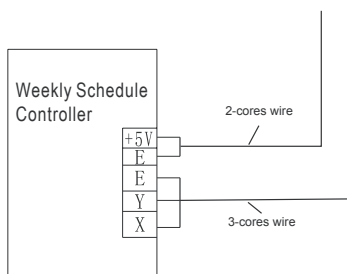 Weekly Schedule
Controller
+5V
E
E
Y
X
2-cores wire
3-cores wire